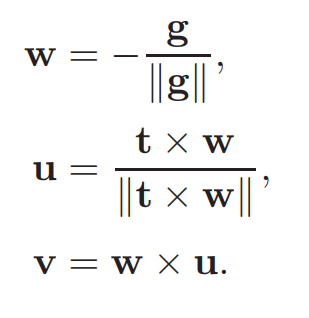 w = − g / ‖g‖ ,
u = t × w / ‖t × w‖ ,
v = w × u.